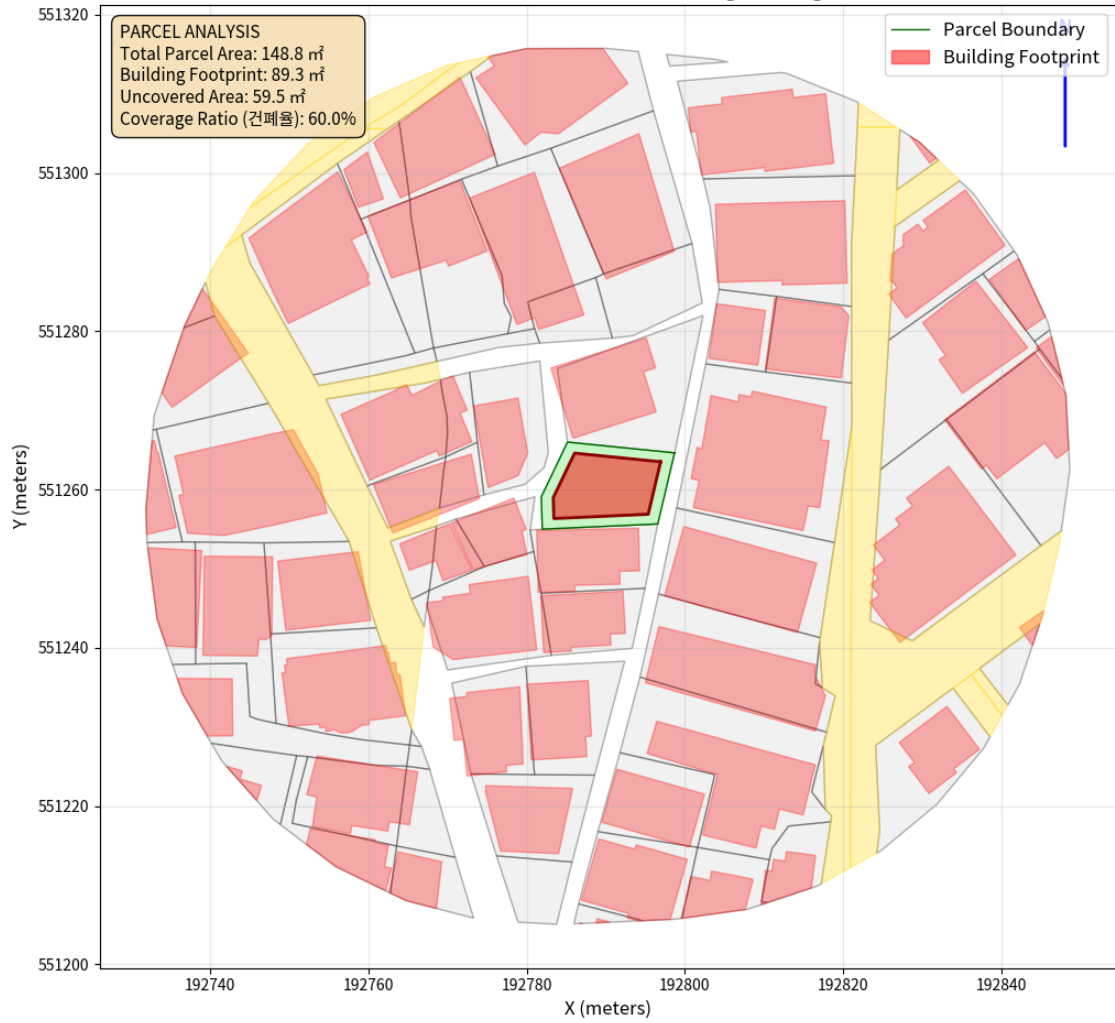 551320
PARCEL ANALYSIS
Total Parcel Area: 148.8 ㎡
Building Footprint: 89.3 ㎡
Uncovered Area: 59.5 ㎡
Coverage Ratio (건폐율): 60.0%
Parcel Boundary
Building Footprint
N
551300
551280
551260
551240
551220
551200
Y (meters)
192740
192760
192780
192800
192820
192840
X (meters)